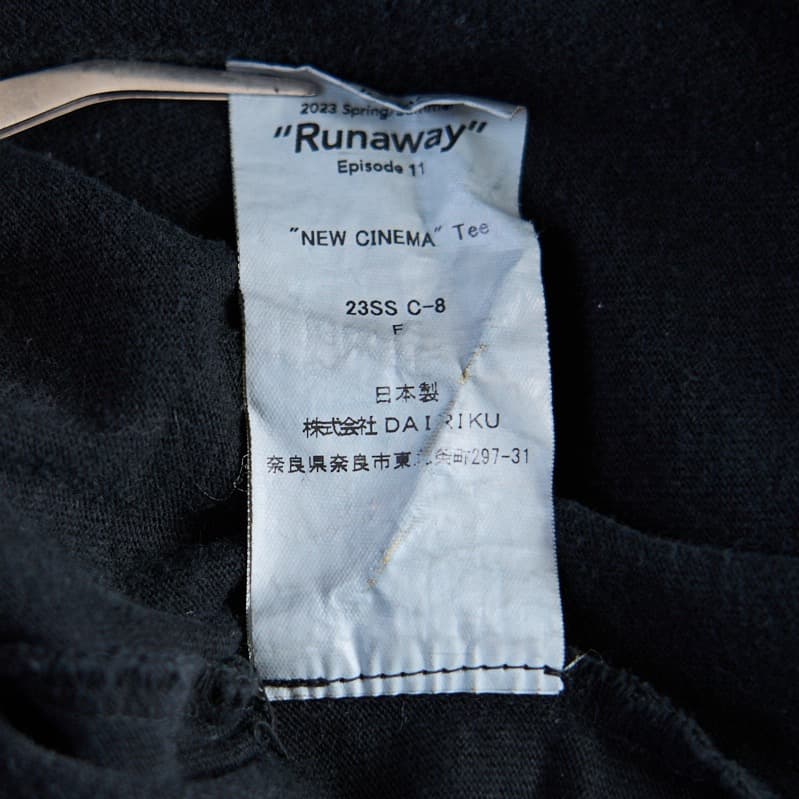 2023 Spring/Summer
"Runaway"
Episode 11
"NEW CINEMA" Tee
23SS C-8
日本製
株式会社 DAIRIKU
奈良県奈良市東 町297-31